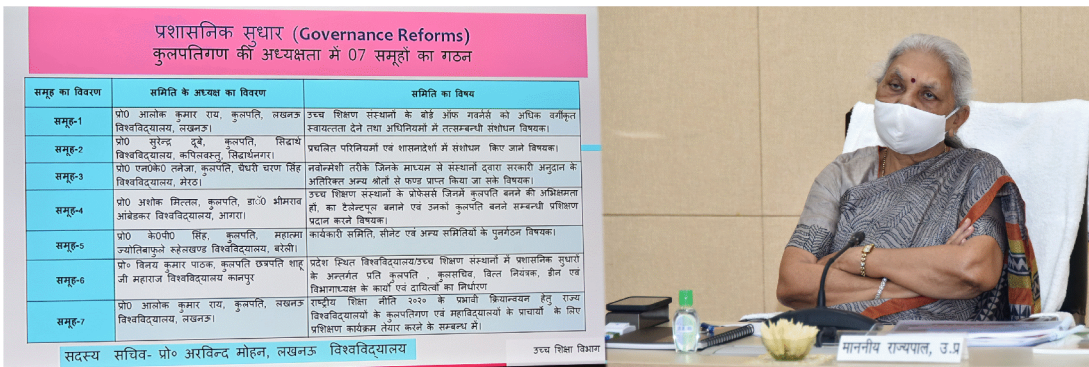 प्रशासनिक सुधार (Governance Reforms)
कुलपतिगण की अध्यक्षता में 07 समूहों का गठन
समूह का विवरण
समिति के अध्यक्ष का विवरण
समिति का विषय
समूह-1
प्रो0 आलोक कुमार राय, कुलपति, लखनऊ
विश्वविद्यालय, लखनऊ।
उच्च शिक्षण संस्थानों के बोर्ड ऑफ गवर्नर्स को अधिक वर्गीकृत
स्वायत्तता देने तथा अधिनियमों में तत्सम्बन्धी संशोधन विषयक।
समूह-2
प्रो0 सुरेन्द्र दूबे, कुलपति, सिद्धार्थ
विश्वविद्यालय, कपिलवस्तु, सिद्धार्थनगर।
प्रचलित परिनियमों एवं शासनादेशों में संशोधन किए जाने विषयक।
समूह-3
प्रो0 एन0के0 तनेजा, कुलपति, चैधरी चरण सिंह
विश्वविद्यालय, मेरठ।
नवोन्मेशी तरीके जिनके माध्यम से संस्थानों द्वारा सरकारी अनुदान के
अतिरिक्त अन्य श्रोतों से फण्ड प्राप्त किया जा सके विषयक।
समूह-4
प्रो0 अशोक मित्तल, कुलपति, डा॰ॅ भीमराव
आंबेडकर विश्वविद्यालय, आगरा।
उच्च शिक्षण संस्थानों के प्रोफेसर्स जिनमें कुलपति बनने की अभिक्षमता
हों, का टैलेन्टपूल बनाने एवं उनको कुलपति बनने सम्बन्धी प्रशिक्षण
प्रदान करने विषयक।
समूह-5
प्रो0 के0पी0 सिंह, कुलपति, महात्मा
ज्योतिबाफुले रूहेलखण्ड विश्वविद्यालय, बरेली।
कार्यकारी समिति, सीनेट एवं अन्य समितियों के पुनर्गठन विषयक।
समूह-6
प्रो० विनय कुमार पाठक, कुलपति छत्रपति शाहू
जी महाराज विश्वविद्यालय कानपुर
प्रदेश स्थित विश्वविद्यालय/उच्च शिक्षण संस्थानों में प्रशासनिक सुधारों
के अन्तर्गत प्रति कुलपति , कुलसचिव, वित्त नियंत्रक, डीन एवं
विभागाध्यक्ष के कार्यों एवं दायित्वों का निर्धारण
समूह-7
प्रो0 आलोक कुमार राय, कुलपति, लखनऊ
विश्वविद्यालय, लखनऊ।
राष्ट्रीय शिक्षा नीति २०२० के प्रभावी क्रियान्वयन हेतु राज्य
विश्वविद्यालयों के कुलपतिगण एवं महाविद्यालयों के प्राचार्यों के लिए
प्रशिक्षण कार्यक्रम तैयार करने के सम्बन्ध में।
सदस्य सचिव- प्रो० अरविन्द मोहन, लखनऊ विश्वविद्यालय
उच्च शिक्षा विभाग
माननीय राज्यपाल, उ.प्र